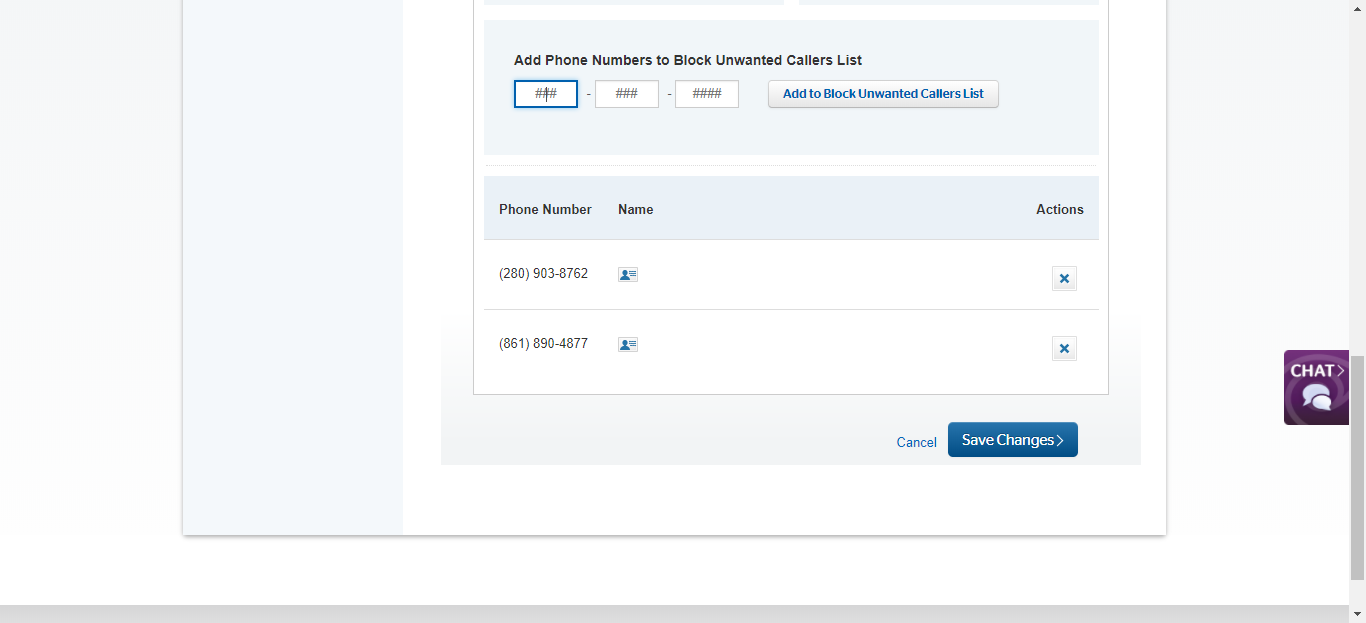 Add Phone Numbers to Block Unwanted Callers List
### - ### - #### Add to Block Unwanted Callers List
Phone Number Name Actions
(280) 903-8762
(861) 890-4877
CHAT>
Cancel Save Changes>